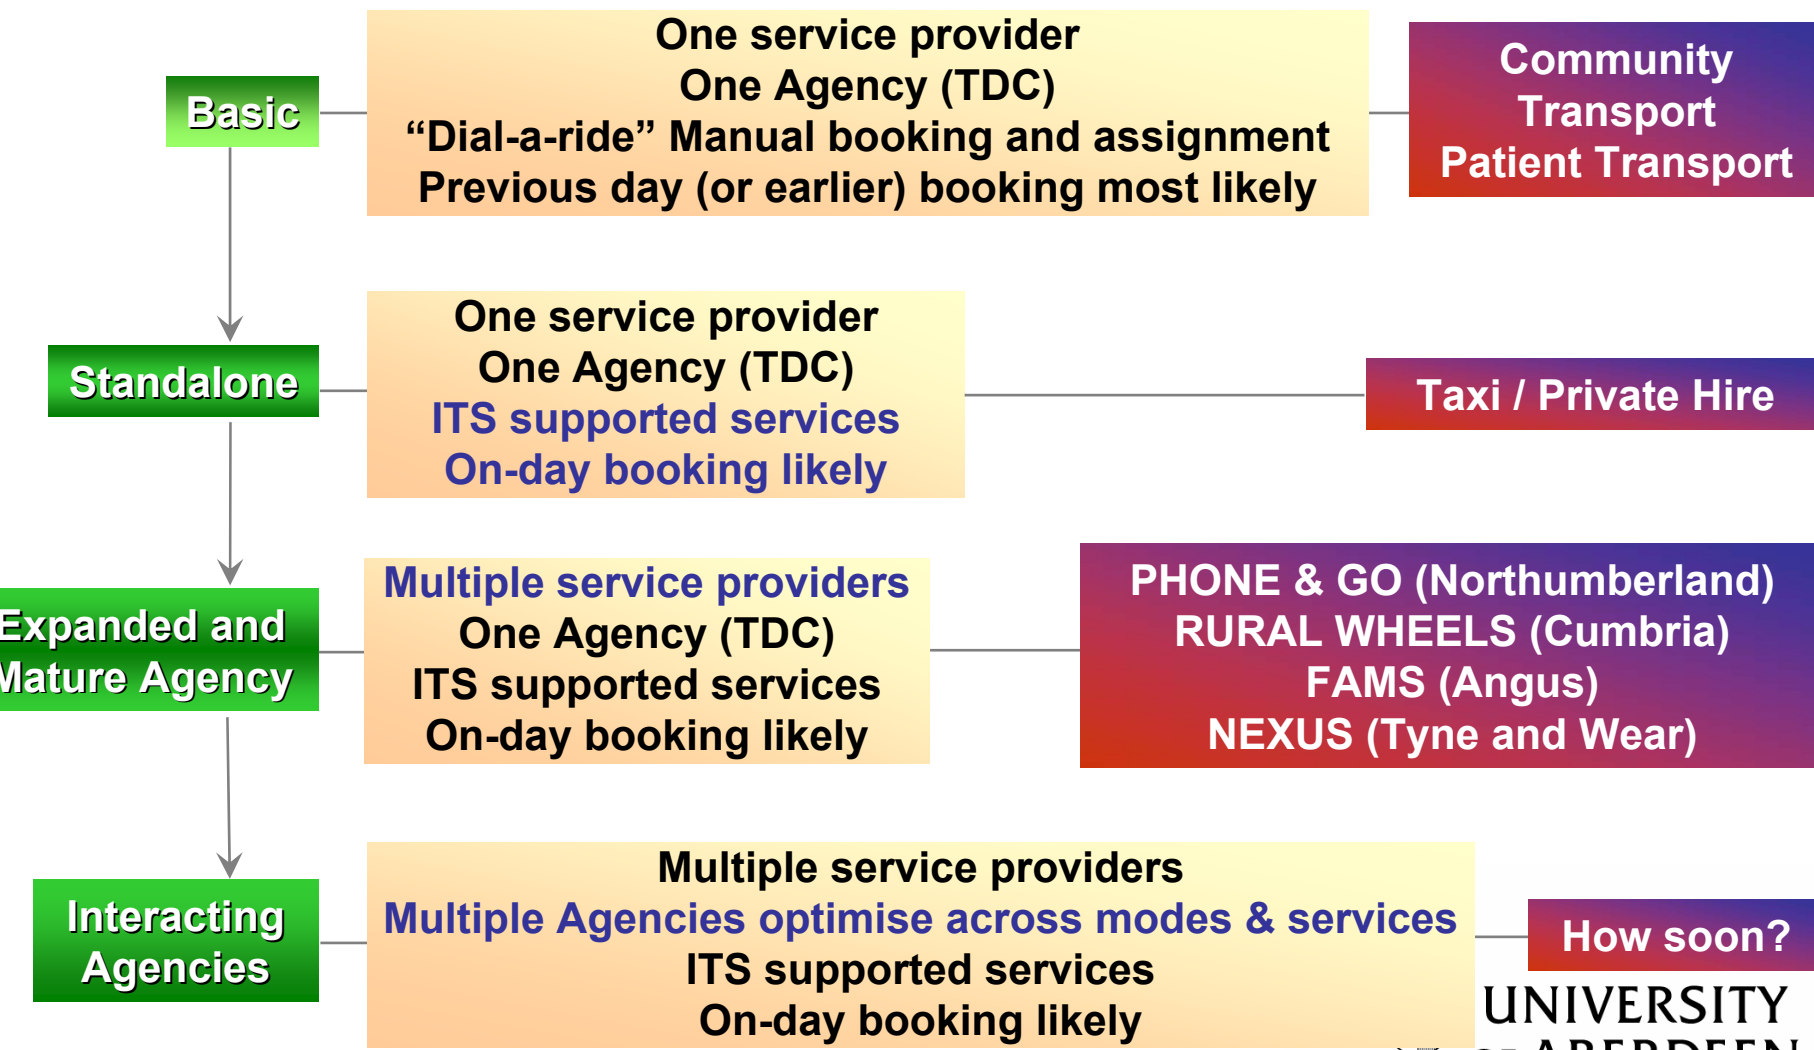 Basic
One service provider
One Agency (TDC)
“Dial-a-ride” Manual booking and assignment
Previous day (or earlier) booking most likely
Community
Transport
Patient Transport
Standalone
One service provider
One Agency (TDC)
ITS supported services
On-day booking likely
Taxi / Private Hire
Expanded and
Mature Agency
Multiple service providers
One Agency (TDC)
ITS supported services
On-day booking likely
PHONE & GO (Northumberland)
RURAL WHEELS (Cumbria)
FAMS (Angus)
NEXUS (Tyne and Wear)
Interacting
Agencies
Multiple service providers
Multiple Agencies optimise across modes & services
ITS supported services
On-day booking likely
How soon?
UNIVERSITY
OF ABERDEEN